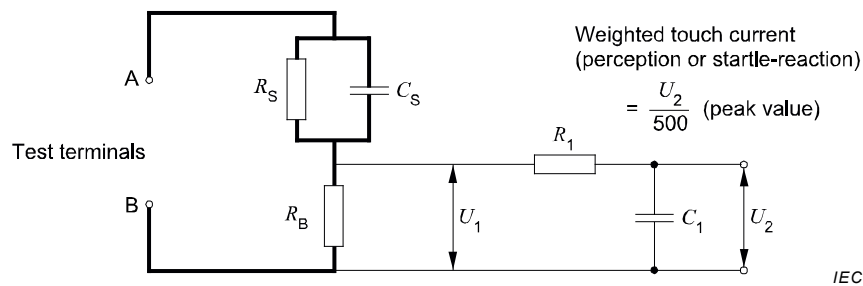 Weighted touch current
(perception or startle-reaction)
= U2/500 (peak value)
A
RS
CS
Test terminals
R1
B
RB
U1
C1
U2
IEC